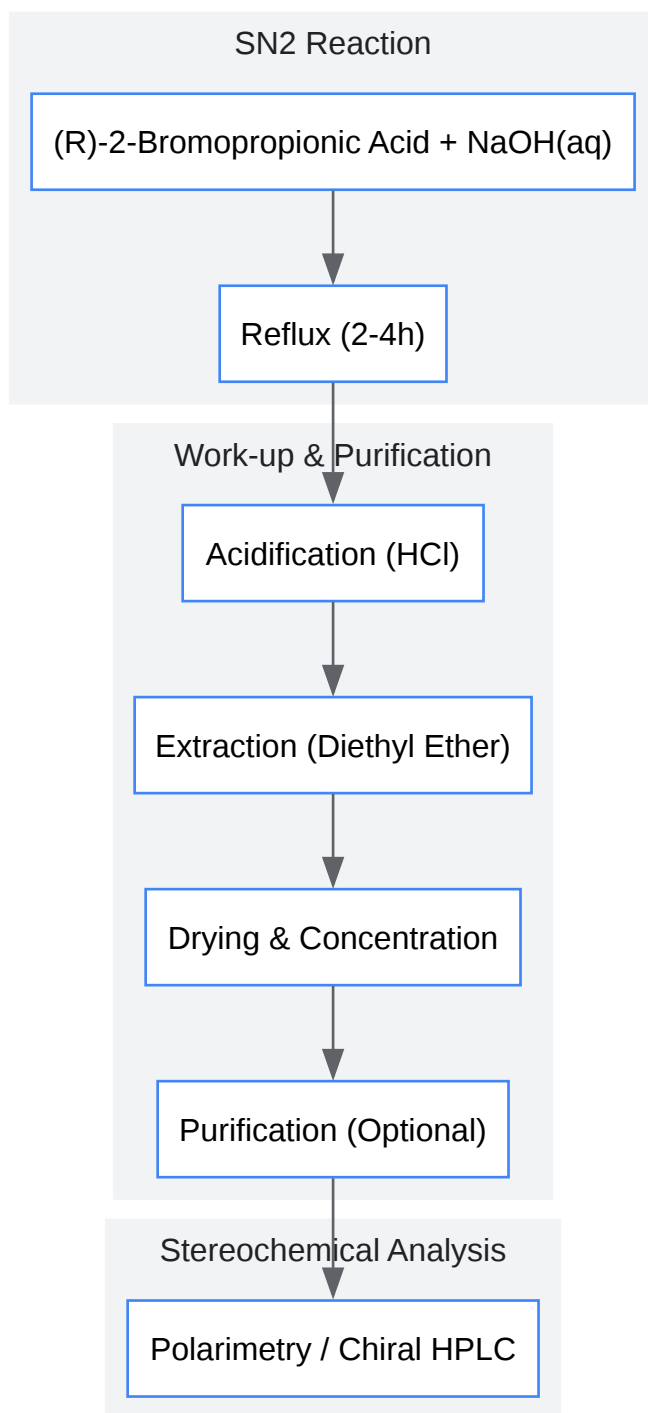 SN2 Reaction
(R)-2-Bromopropionic Acid + NaOH(aq)
Reflux (2-4h)
Work-up & Purification
Acidification (HCl)
Extraction (Diethyl Ether)
Drying & Concentration
Purification (Optional)
Stereochemical Analysis
Polarimetry / Chiral HPLC